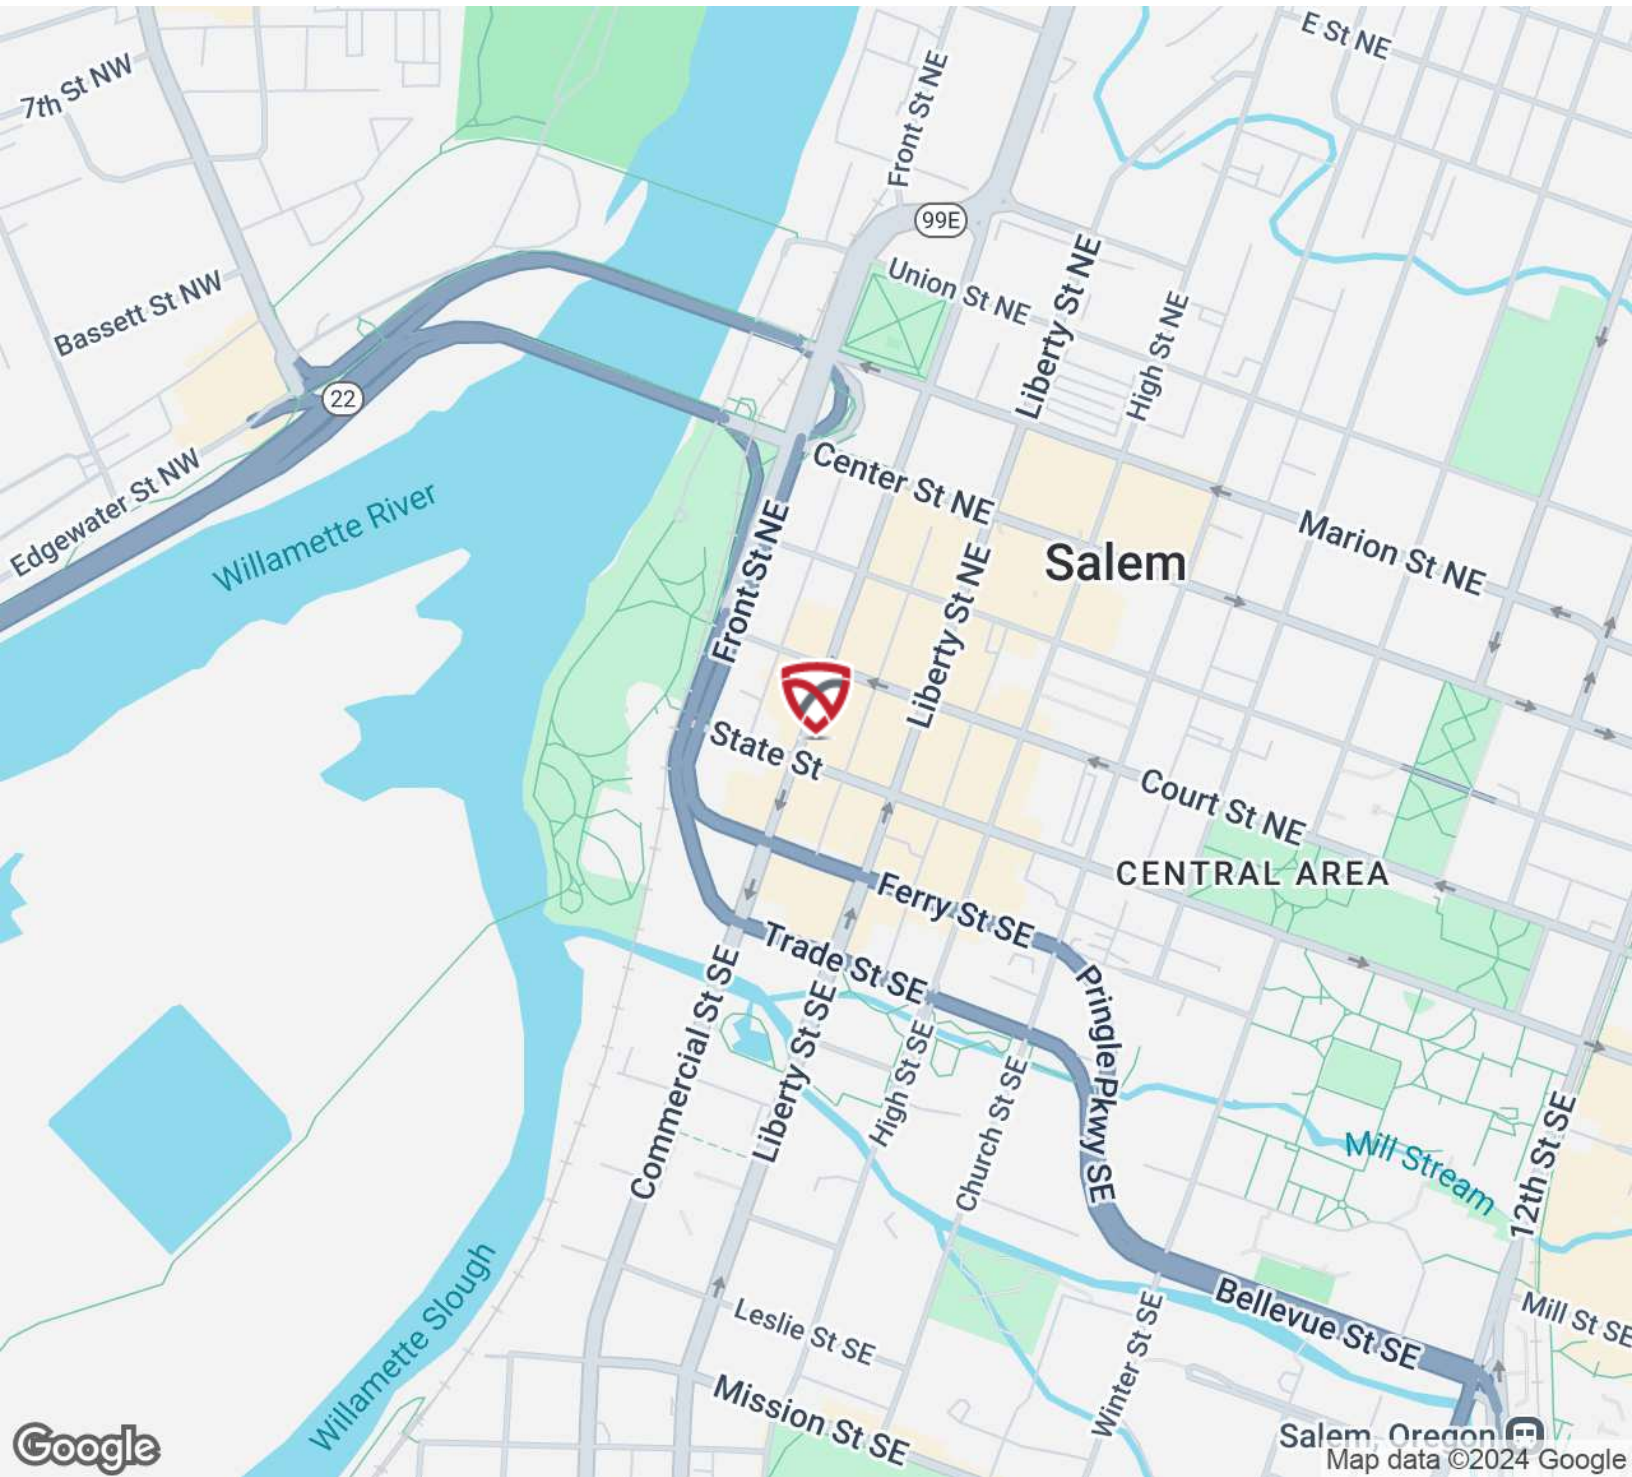 E St NE
7th St NW
Front St NE
99E
Union St NE
Liberty St NE
High St NE
Bassett St NW
22
Edgewater St NW
Willamette River
Center St NE
Marion St NE
Salem
Front St NE
Liberty St NE
State St
Court St NE
CENTRAL AREA
Ferry St SE
Trade St SE
Pringle Pkwy SE
Commercial St SE
Liberty St SE
High St SE
Church St SE
Mill Stream
12th St SE
Willamette Slough
Leslie St SE
Bellevue St SE
Mill St SE
Winter St SE
Mission St SE
Salem, Oregon
Google
Map data ©2024 Google